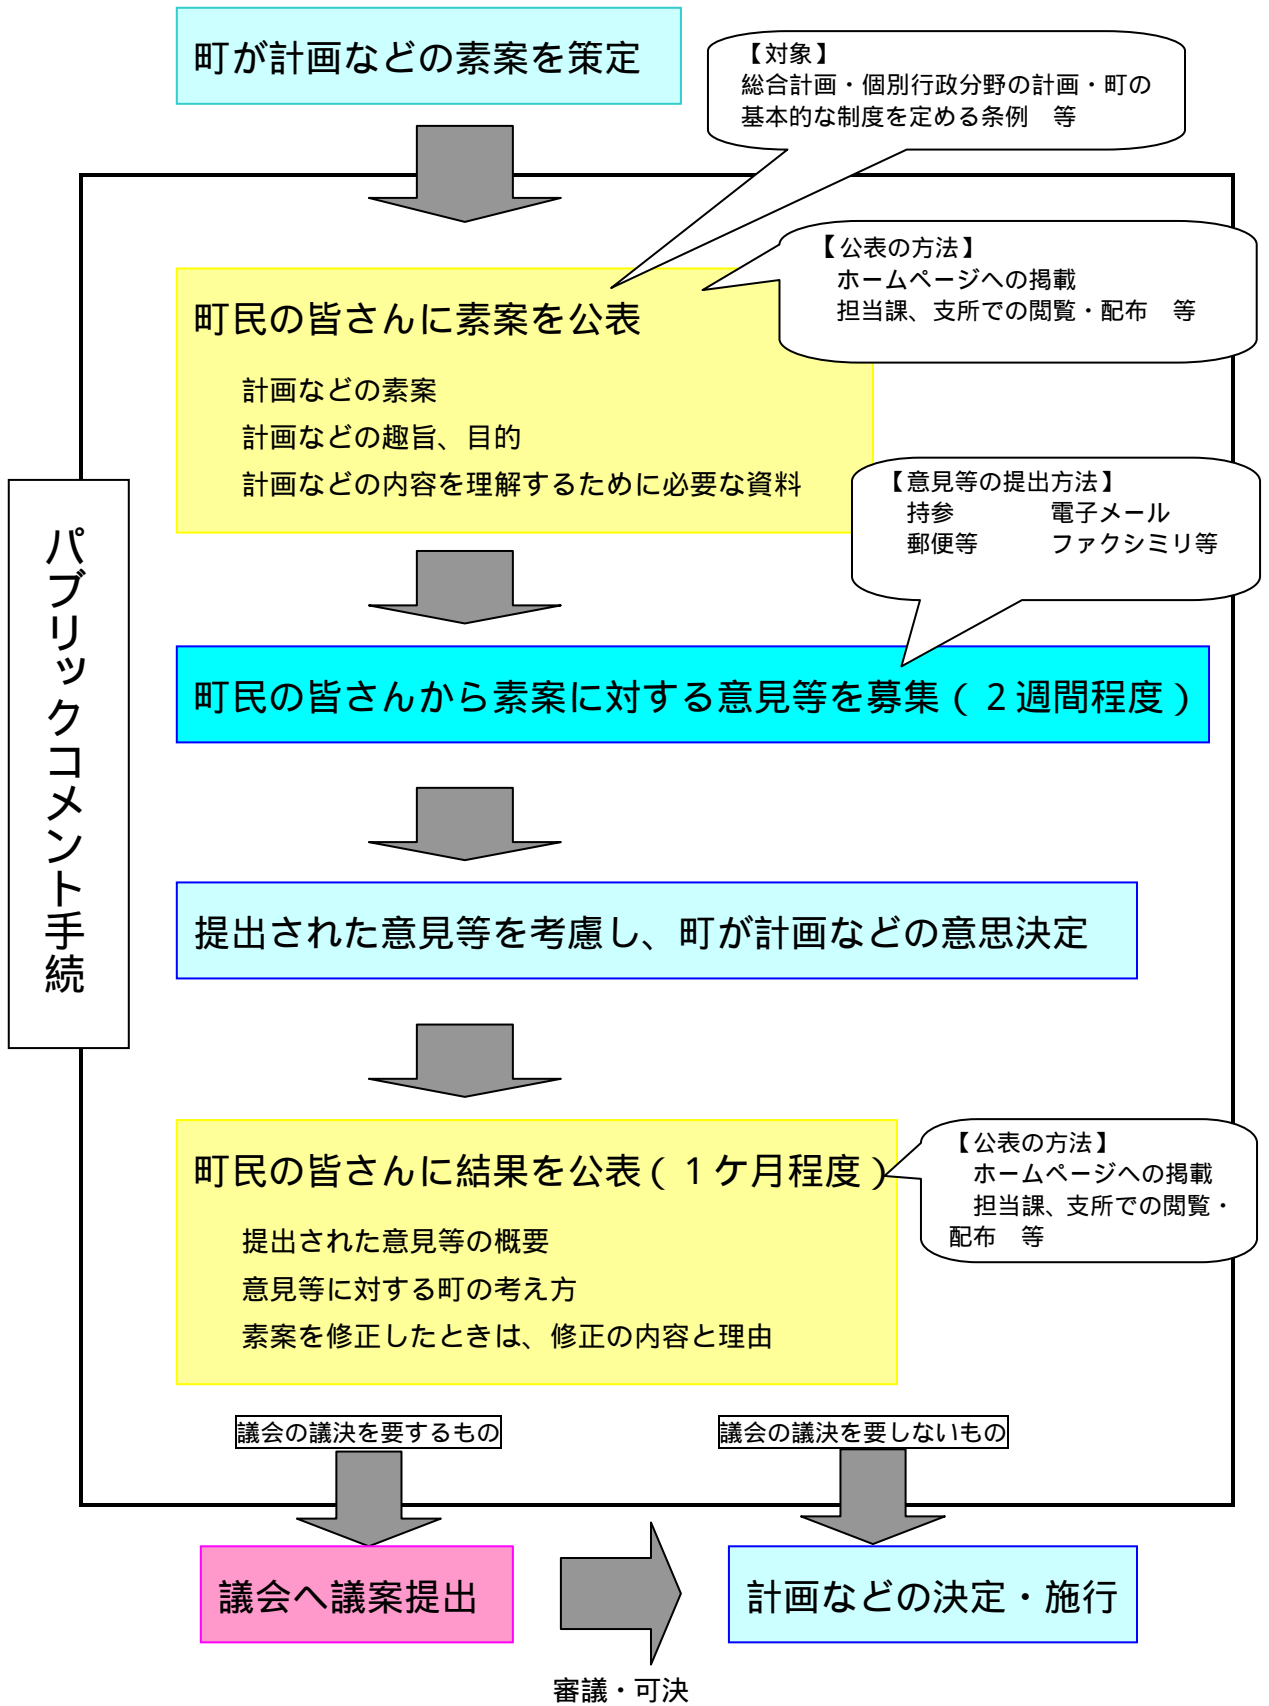 町が計画などの素案を策定
【対象】
総合計画・個別行政分野の計画・町の
基本的な制度を定める条例　等
【公表の方法】
ホームページへの掲載
担当課、支所での閲覧・配布　等
町民の皆さんに素案を公表
計画などの素案
計画などの趣旨、目的
計画などの内容を理解するために必要な資料
【意見等の提出方法】
持参　　　　電子メール
郵便等　　　ファクシミリ等
パブリックコメント手続
町民の皆さんから素案に対する意見等を募集（２週間程度）
提出された意見等を考慮し、町が計画などの意思決定
町民の皆さんに結果を公表（１ケ月程度）
提出された意見等の概要
意見等に対する町の考え方
素案を修正したときは、修正の内容と理由
【公表の方法】
ホームページへの掲載
担当課、支所での閲覧・
配布　等
議会の議決を要するもの
議会の議決を要しないもの
議会へ議案提出
計画などの決定・施行
審議・可決